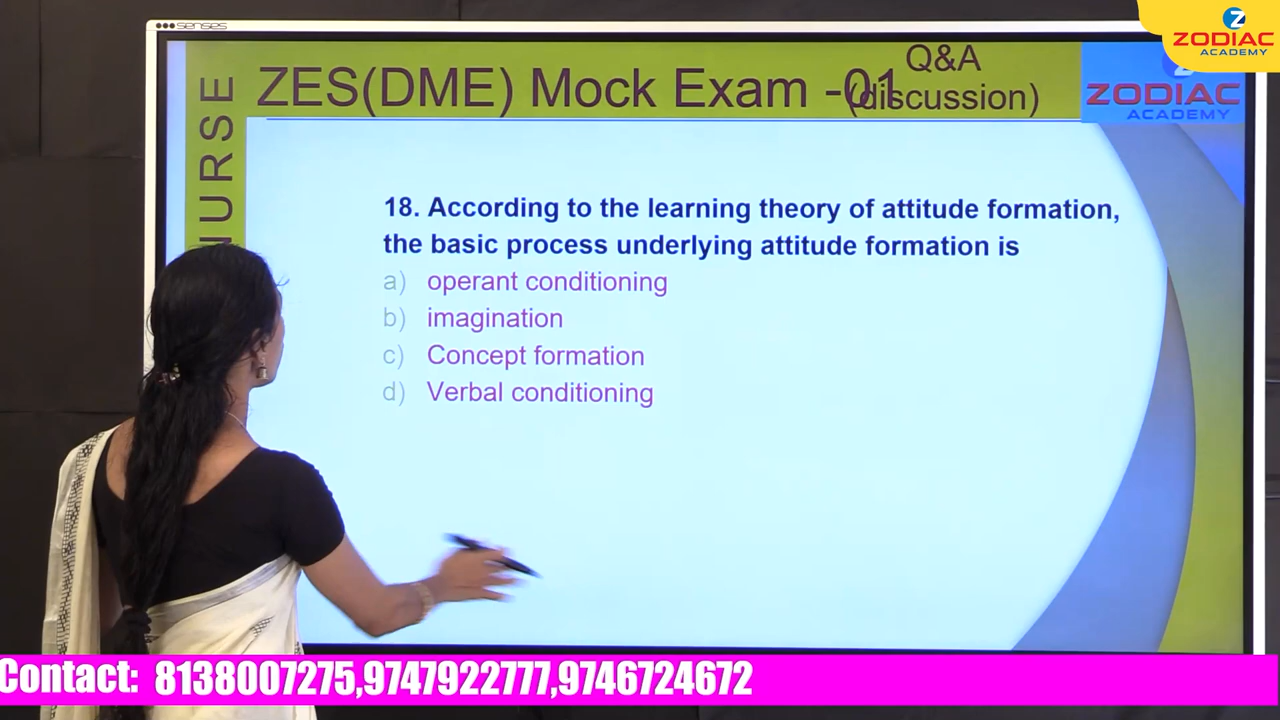 senses
ZODIAC
ACADEMY
NURSE
ZES(DME) Mock Exam -01
Q&A
(discussion)
ZODIAC
ACADEMY
18. According to the learning theory of attitude formation,
the basic process underlying attitude formation is
a) operant conditioning
b) imagination
c) Concept formation
d) Verbal conditioning
Contact: 8138007275,9747922777,9746724672